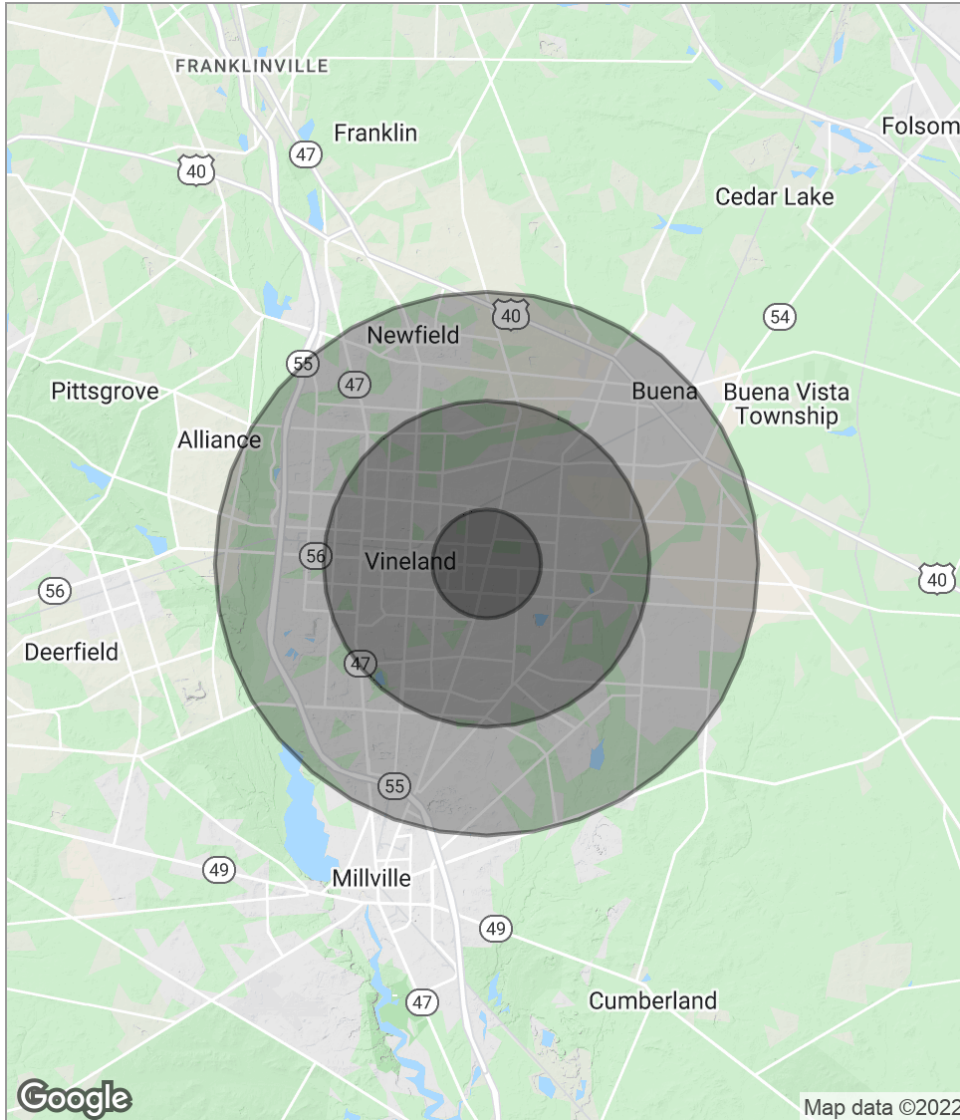 FRANKLINVILLE
Franklin
47
Folsom
40
Cedar Lake
40
54
Newfield
55
47
Pittsgrove
Buena
Buena Vista
Township
Alliance
56
Vineland
56
40
Deerfield
47
55
49
Millville
49
47
Cumberland
Google
Map data ©2022